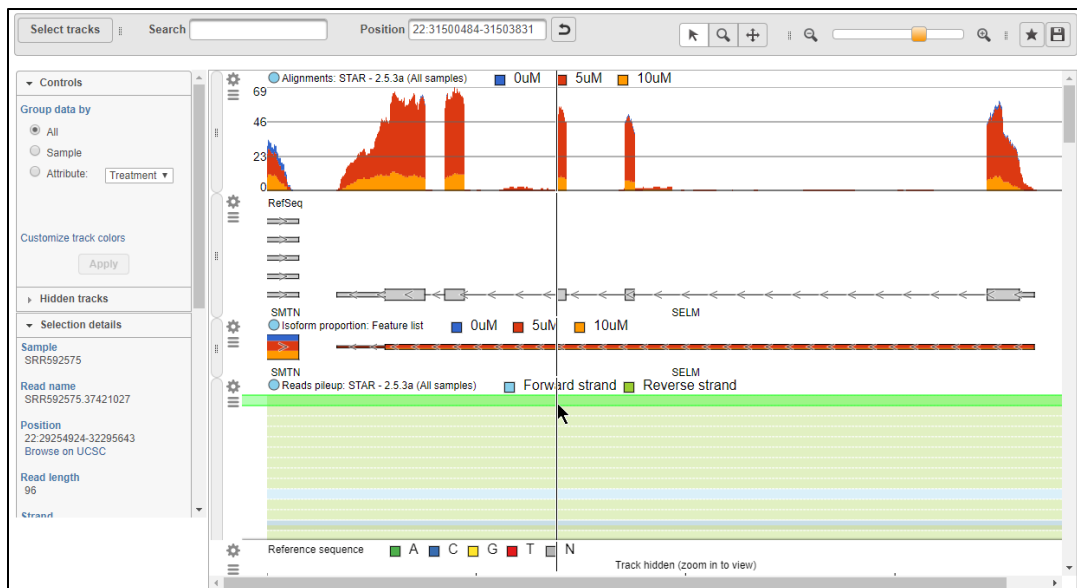 Select tracks Search Position 22:31500484-31503831
Controls
Group data by
All
Sample
Attribute: Treatment
Customize track colors
Apply
Hidden tracks
Selection details
Sample
SRR592575
Read name
SRR592575.37421027
Position
22:29254924-32295643
Browse on UCSC
Read length
96
Strand
Alignments: STAR - 2.5.3a (All samples) 0uM 5uM 10uM
69
46
23
0
RefSeq
SMTN SELM
Isoform proportion: Feature list 0uM 5uM 10uM
SMTN SELM
Reads pileup: STAR - 2.5.3a (All samples) Forward strand Reverse strand
Reference sequence A C G T N
Track hidden (zoom in to view)